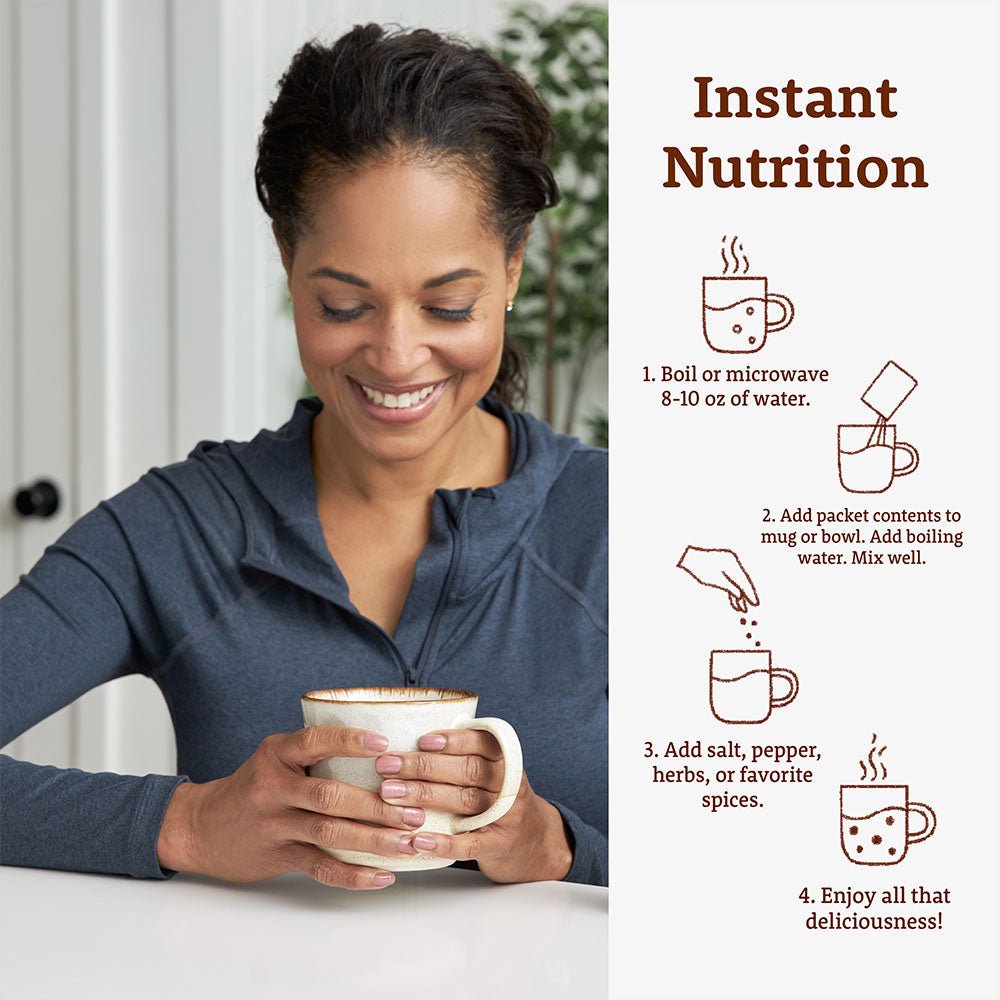 Instant
Nutrition
1. Boil or microwave
8-10 oz of water.
2. Add packet contents to
mug or bowl. Add boiling
water. Mix well.
3. Add salt, pepper,
herbs, or favorite
spices.
4. Enjoy all that
deliciousness!